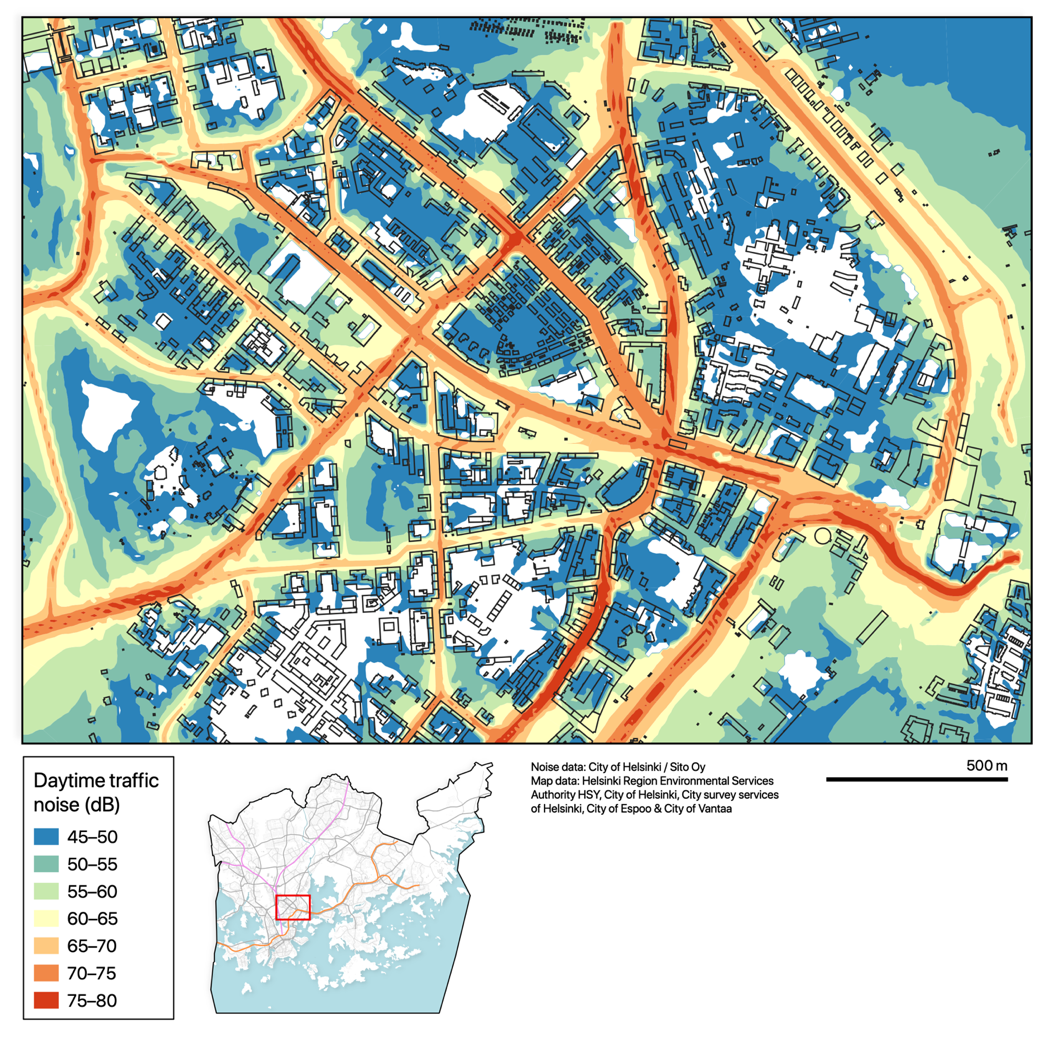 Daytime traffic
noise (dB)
45–50
50–55
55–60
60–65
65–70
70–75
75–80
Noise data: City of Helsinki / Sito Oy
Map data: Helsinki Region Environmental Services
Authority HSY, City of Helsinki, City survey services
of Helsinki, City of Espoo & City of Vantaa
500 m